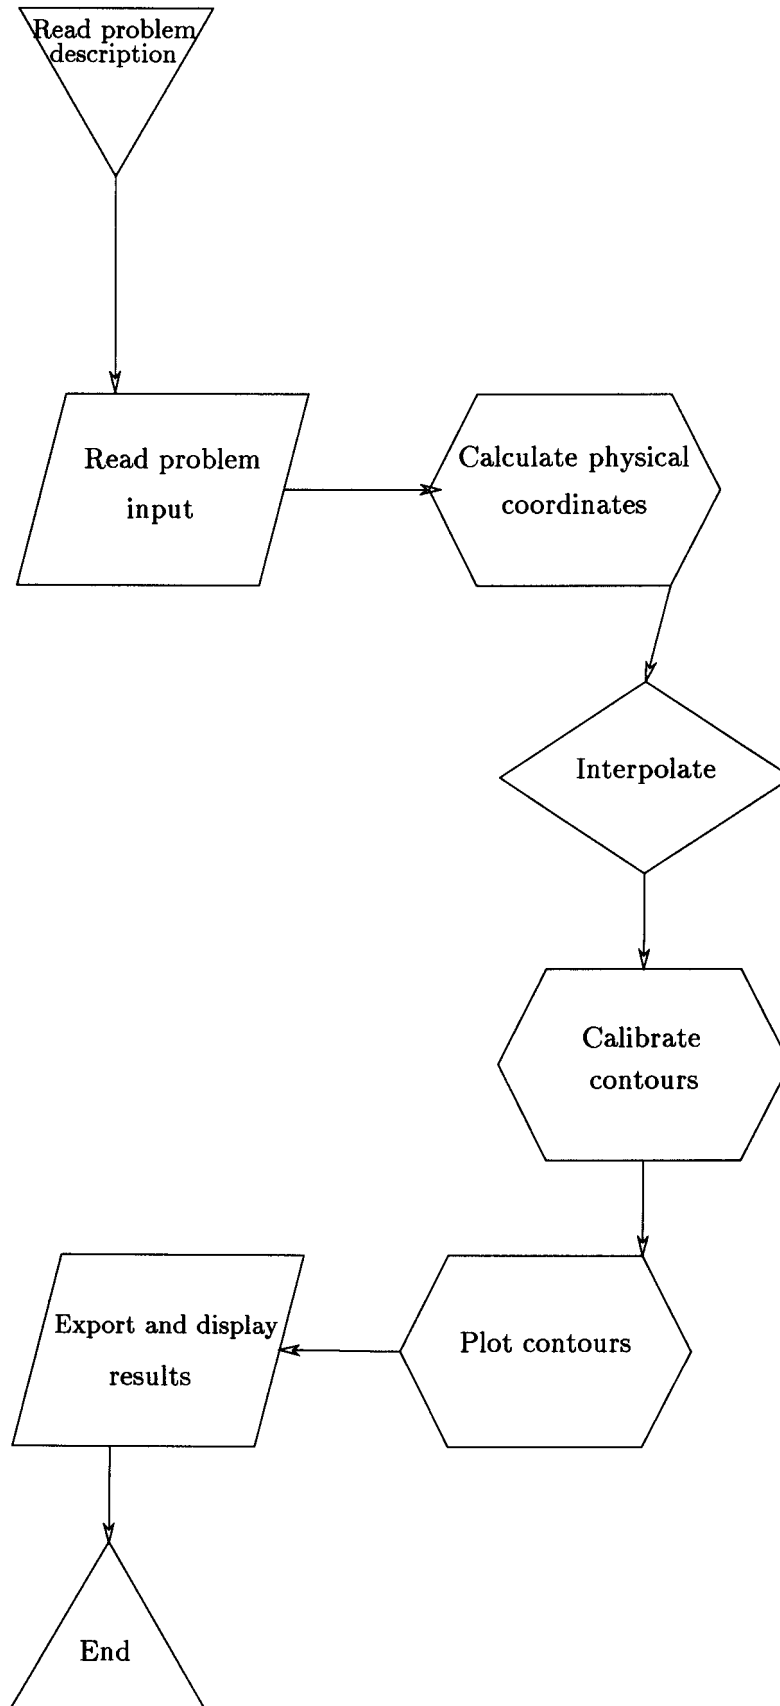 Read problem
description
Read problem
input
Calculate physical
coordinates
Interpolate
Calibrate
contours
Plot contours
Export and display
results
End